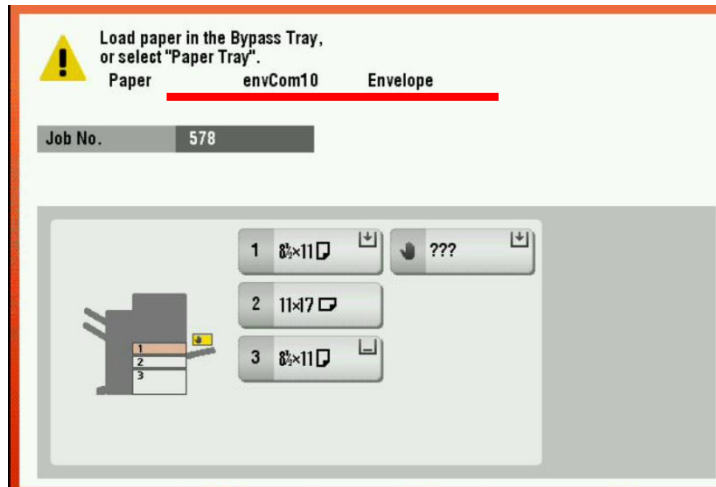 Load paper in the Bypass Tray,
or select "Paper Tray".
Paper envCom10 Envelope
Job No. 578
1 8½×11
???
2 11×17
3 8½×11
1
2
3